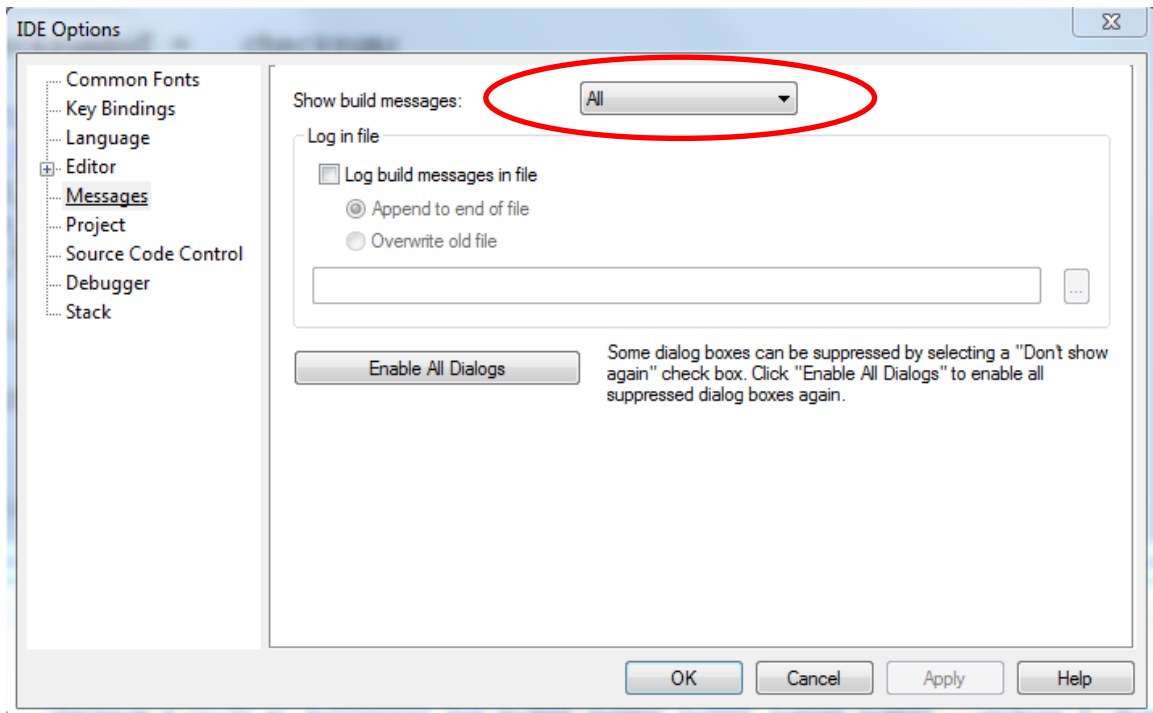 IDE Options
Common Fonts
Key Bindings
Language
Editor
Messages
Project
Source Code Control
Debugger
Stack
Show build messages: All
Log in file
Log build messages in file
Append to end of file
Overwrite old file
...
Enable All Dialogs
Some dialog boxes can be suppressed by selecting a "Don't show
again" check box. Click "Enable All Dialogs" to enable all
suppressed dialog boxes again.
OK Cancel Apply Help